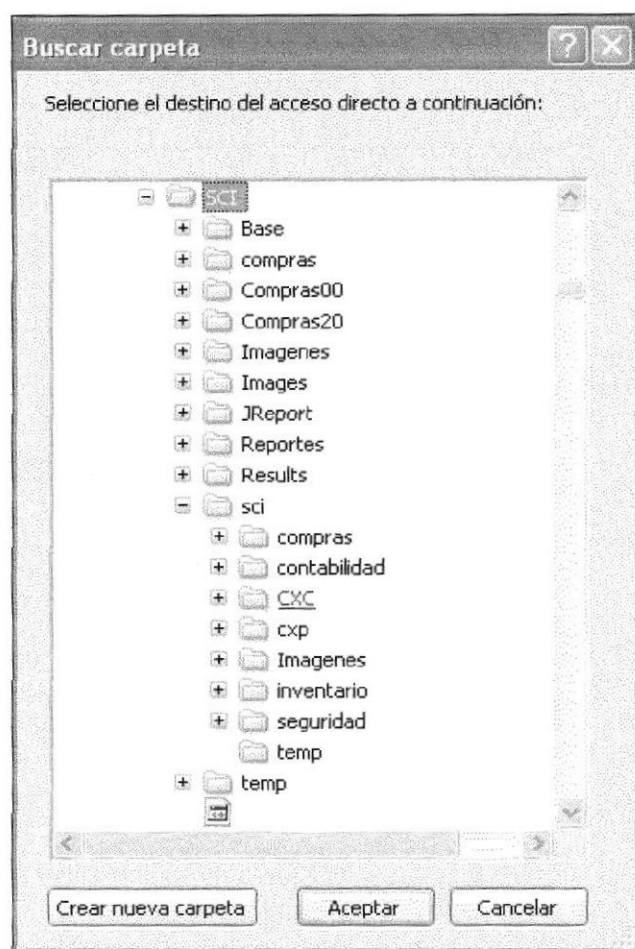 Buscar carpeta
Seleccione el destino del acceso directo a continuación:
SCI
Base
compras
Compras00
Compras20
Imagenes
Images
JReport
Reportes
Results
sci
compras
contabilidad
CXC
cxp
Imagenes
inventario
seguridad
temp
temp
Crear nueva carpeta Aceptar Cancelar